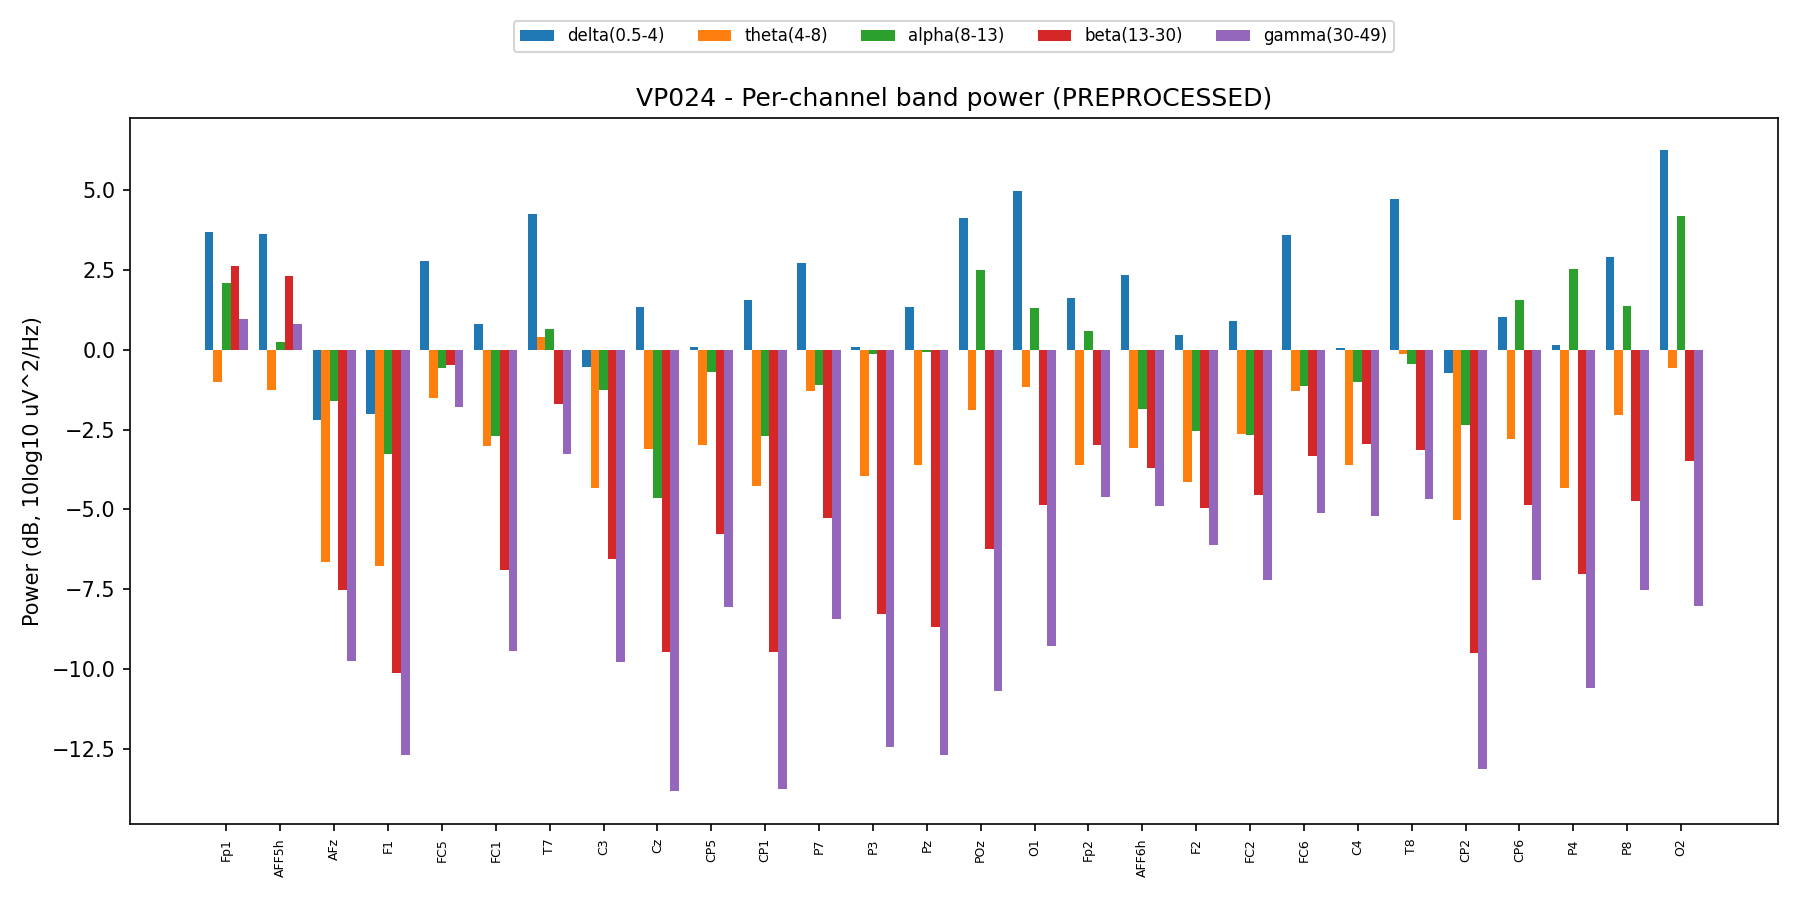 delta(0.5-4) theta(4-8) alpha(8-13) beta(13-30) gamma(30-49)
VP024 - Per-channel band power (PREPROCESSED)
Power (dB, 10log10 uV^2/Hz)
5.0
2.5
0.0
−2.5
−5.0
−7.5
−10.0
−12.5
Fp1 AFF5h AFz F1 FC5 FC1 T7 C3 Cz CP5 CP1 P7 P3 Pz POz O1 Fp2 AFF6h F2 FC2 FC6 C4 T8 CP2 CP6 P4 P8 O2